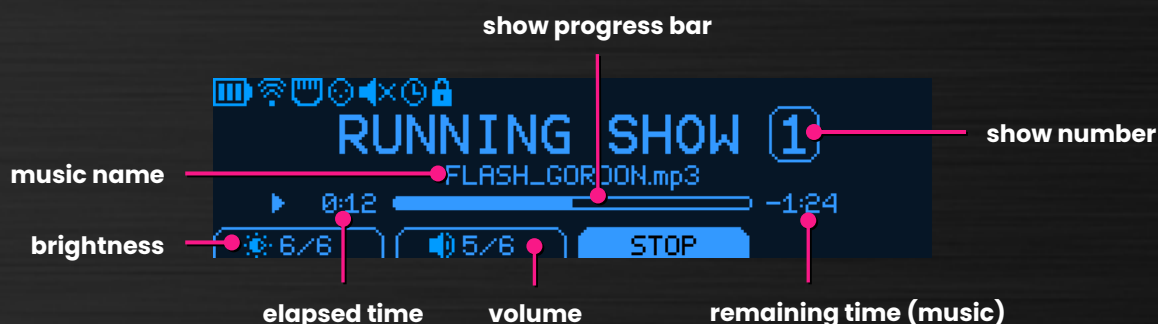 show progress bar
RUNNING SHOW 1
show number
music name
FLASH_GORDON.mp3
0:12
-1:24
brightness
6/6
5/6
STOP
elapsed time
volume
remaining time (music)